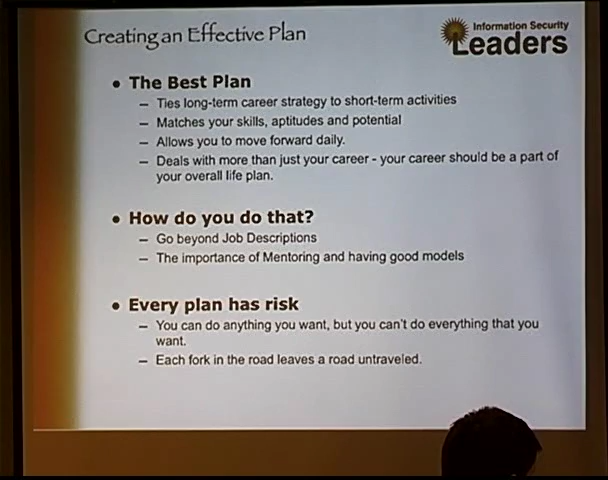 Creating an Effective Plan
Information Security
Leaders
• The Best Plan
– Ties long-term career strategy to short-term activities
– Matches your skills, aptitudes and potential
– Allows you to move forward daily.
– Deals with more than just your career - your career should be a part of
your overall life plan.
• How do you do that?
– Go beyond Job Descriptions
– The importance of Mentoring and having good models
• Every plan has risk
– You can do anything you want, but you can't do everything that you
want.
– Each fork in the road leaves a road untraveled.